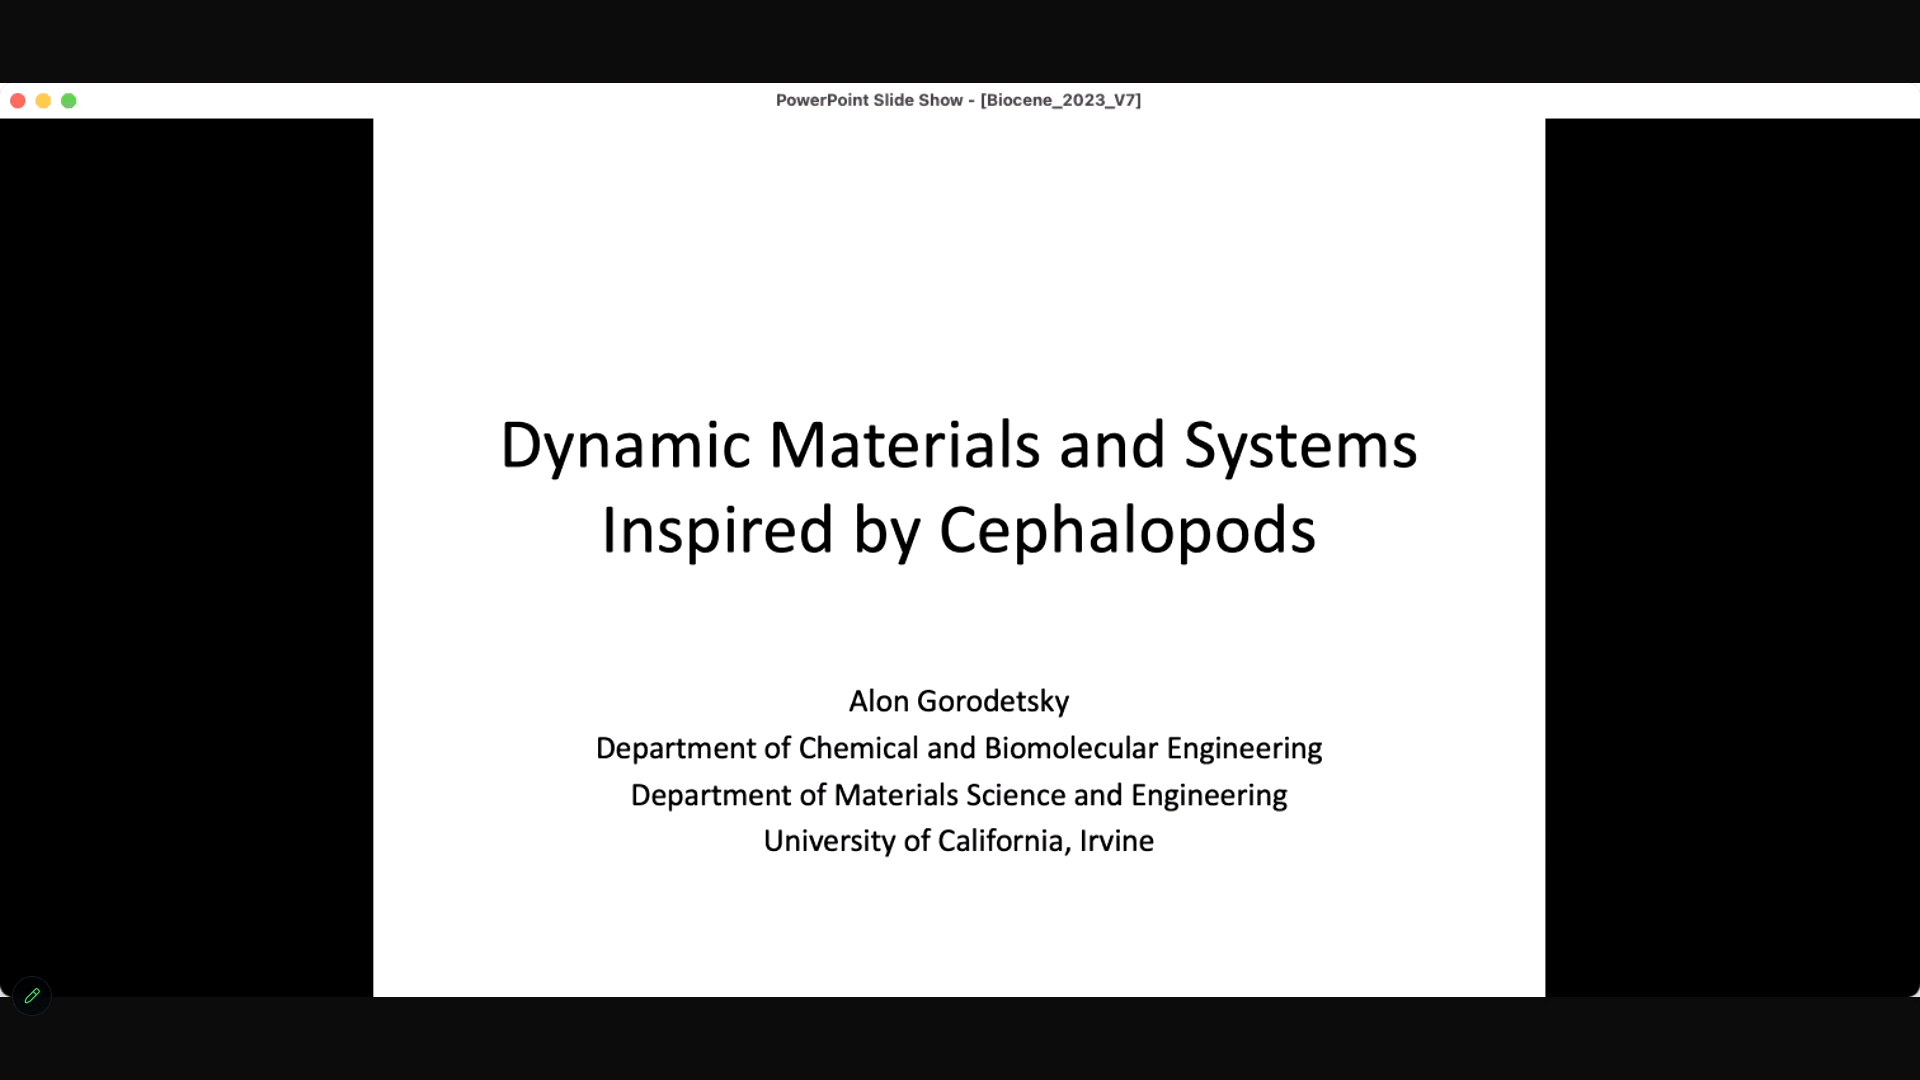 PowerPoint Slide Show - [Biocene_2023_V7]
Dynamic Materials and Systems
Inspired by Cephalopods
Alon Gorodetsky
Department of Chemical and Biomolecular Engineering
Department of Materials Science and Engineering
University of California, Irvine